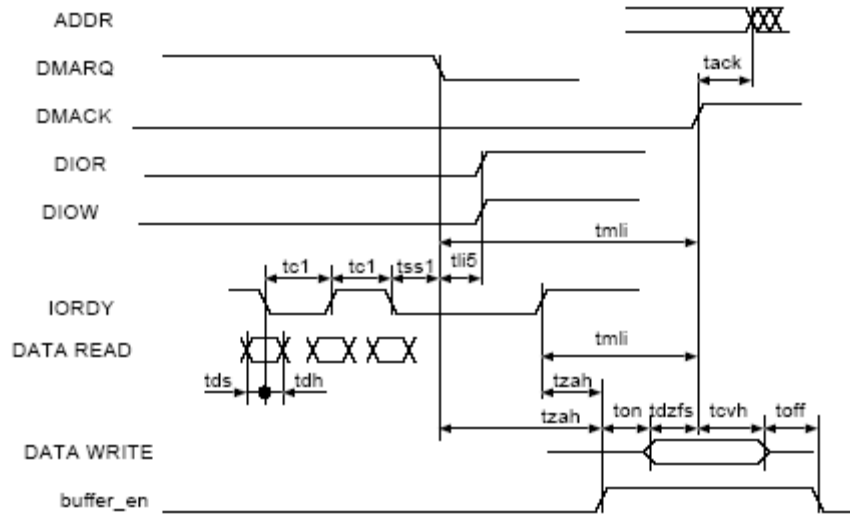 ADDR
DMARQ
tack
DMACK
DIOR
DIOW
tmli
tc1 tc1 tss1 tli5
IORDY
DATA READ
tmli
tds tdh
tzah
tzah ton tdzfs tcvh toff
DATA WRITE
buffer_en